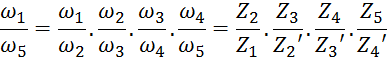 ω₁/ω₅ = ω₁/ω₂ . ω₂/ω₃ . ω₃/ω₄ . ω₄/ω₅ = Z₂/Z₁ . Z₃/Z₂′ . Z₄/Z₃′ . Z₅/Z₄′